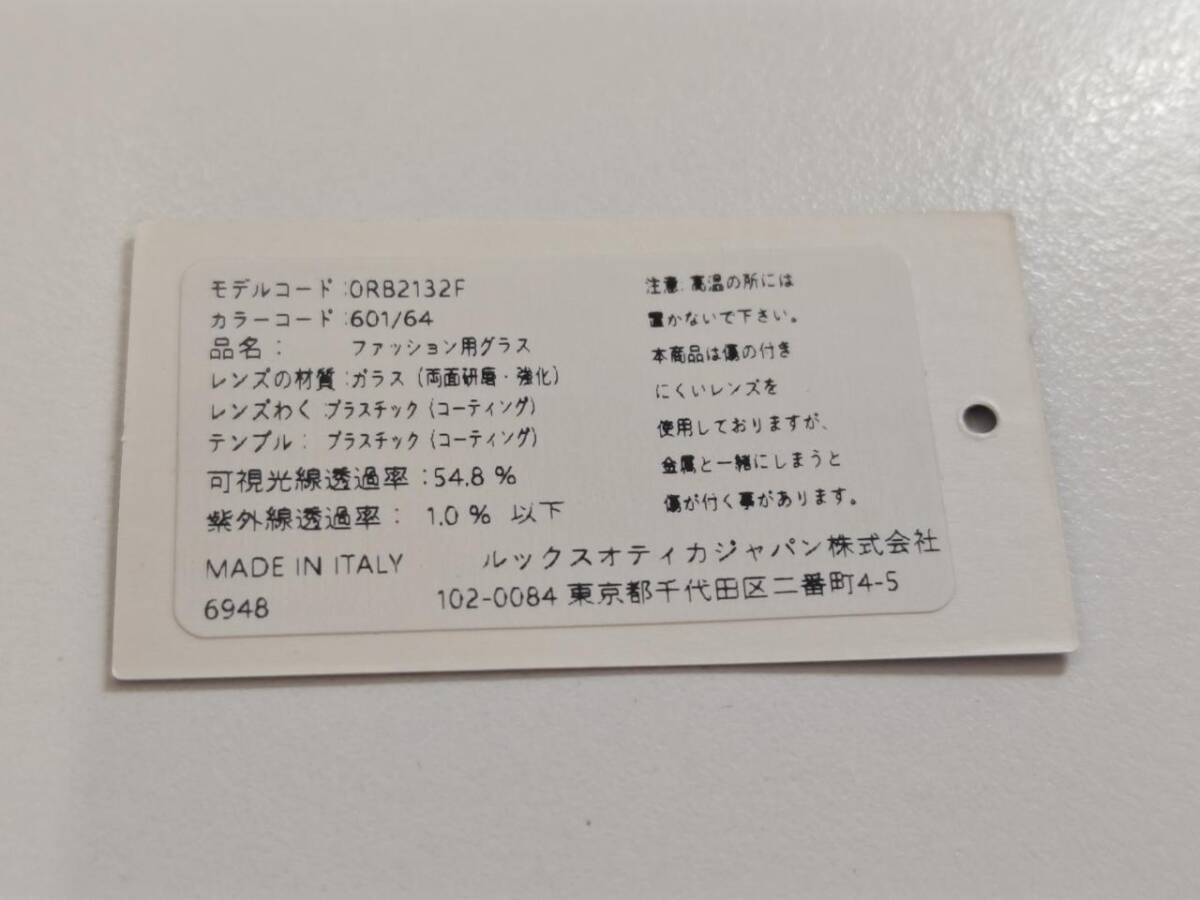 モデルコード:0RB2132F
カラーコード:601/64
品名: ファッション用グラス
レンズの材質:ガラス(両面研磨・強化)
レンズわく:プラスチック(コーティング)
テンプル: プラスチック(コーティング)
可視光線透過率:54.8 %
紫外線透過率: 1.0 % 以下
注意:高温の所には
置かないで下さい。
本商品は傷の付き
にくいレンズを
使用しておりますが、
金属と一緒にしまうと
傷が付く事があります。
MADE IN ITALY ルックスオティカジャパン株式会社
6948 102-0084 東京都千代田区二番町4-5